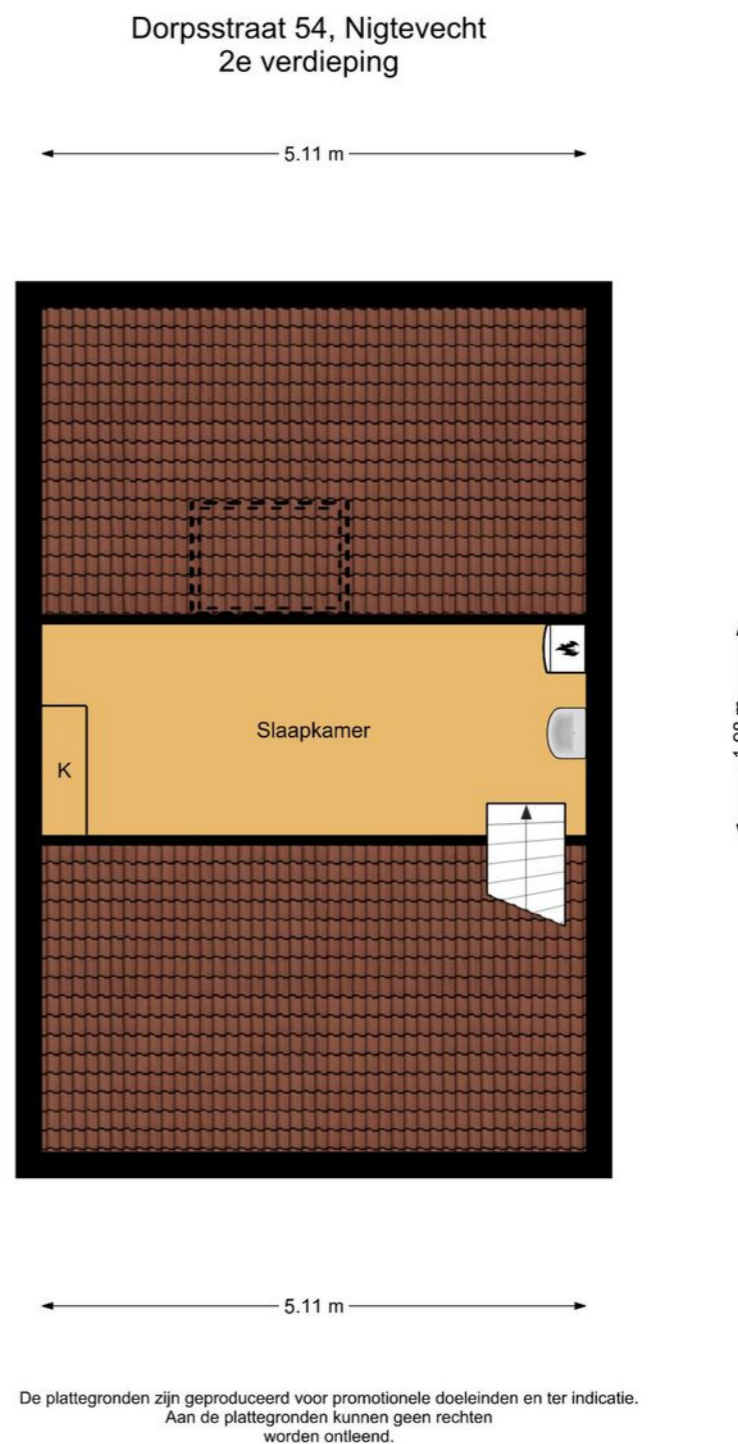 Dorpsstraat 54, Nigtevecht
2e verdieping
5.11 m
Slaapkamer
K
5.11 m
De plattegronden zijn geproduceerd voor promotionele doeleinden en ter indicatie.
Aan de plattegronden kunnen geen rechten
worden ontleend.